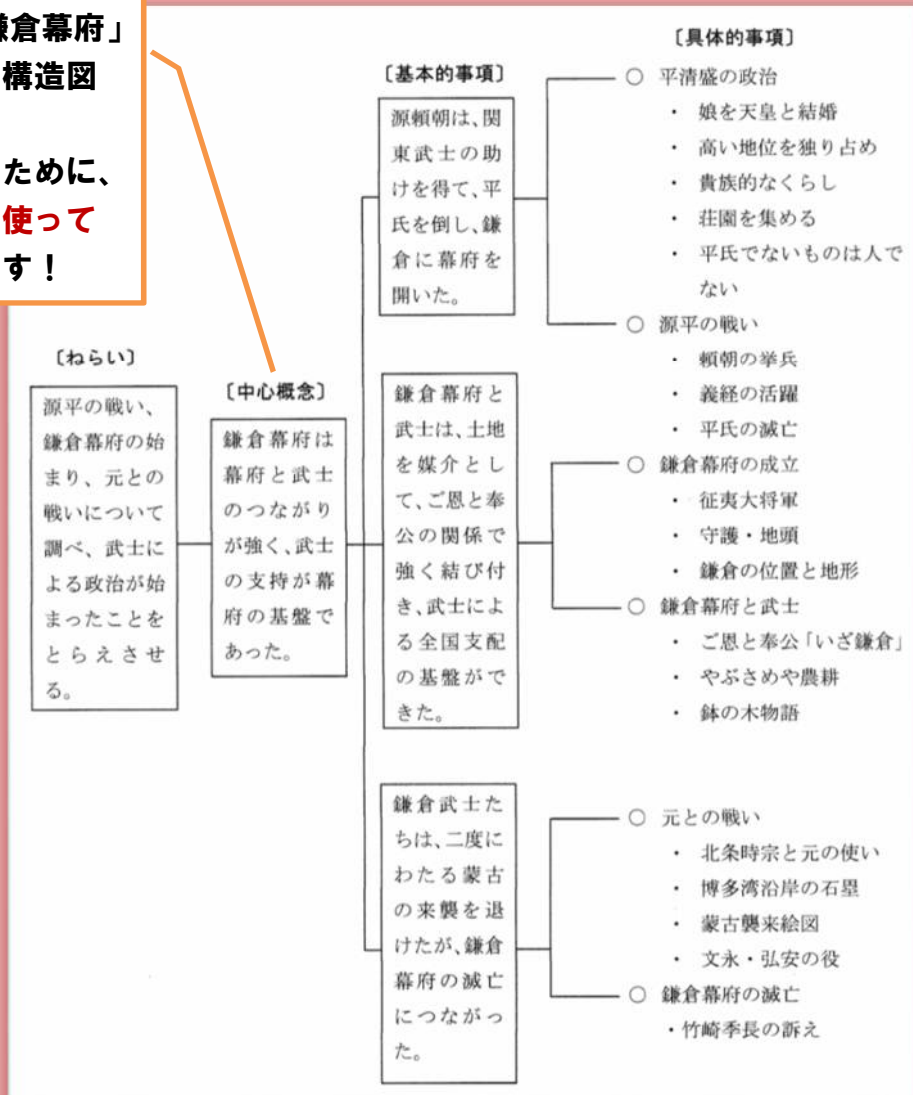 鎌倉幕府」
構造図
ために、
使って
す！
〔ねらい〕
源平の戦い、
鎌倉幕府の始
まり、元との
戦いについて
調べ、武士に
よる政治が始
まったことを
とらえさせ
る。
〔中心概念〕
鎌倉幕府は
幕府と武士
のつながり
が強く、武士
の支持が幕
府の基盤で
あった。
〔基本的事項〕
源頼朝は、関
東武士の助
けを得て、平
氏を倒し、鎌
倉に幕府を
開いた。
鎌倉幕府と
武士は、土地
を媒介とし
て、ご恩と奉
公の関係で
強く結び付
き、武士によ
る全国支配
の基盤がで
きた。
鎌倉武士た
ちは、二度に
わたる蒙古
の来襲を退
けたが、鎌倉
幕府の滅亡
につながっ
た。
〔具体的事項〕
○ 平清盛の政治
・ 娘を天皇と結婚
・ 高い地位を独り占め
・ 貴族的なくらし
・ 荘園を集める
・ 平氏でないものは人で
ない
○ 源平の戦い
・ 頼朝の挙兵
・ 義経の活躍
・ 平氏の滅亡
○ 鎌倉幕府の成立
・ 征夷大将軍
・ 守護・地頭
・ 鎌倉の位置と地形
○ 鎌倉幕府と武士
・ ご恩と奉公「いざ鎌倉」
・ やぶさめや農耕
・ 鉢の木物語
○ 元との戦い
・ 北条時宗と元の使い
・ 博多湾沿岸の石塁
・ 蒙古襲来絵図
・ 文永・弘安の役
○ 鎌倉幕府の滅亡
・竹崎季長の訴え